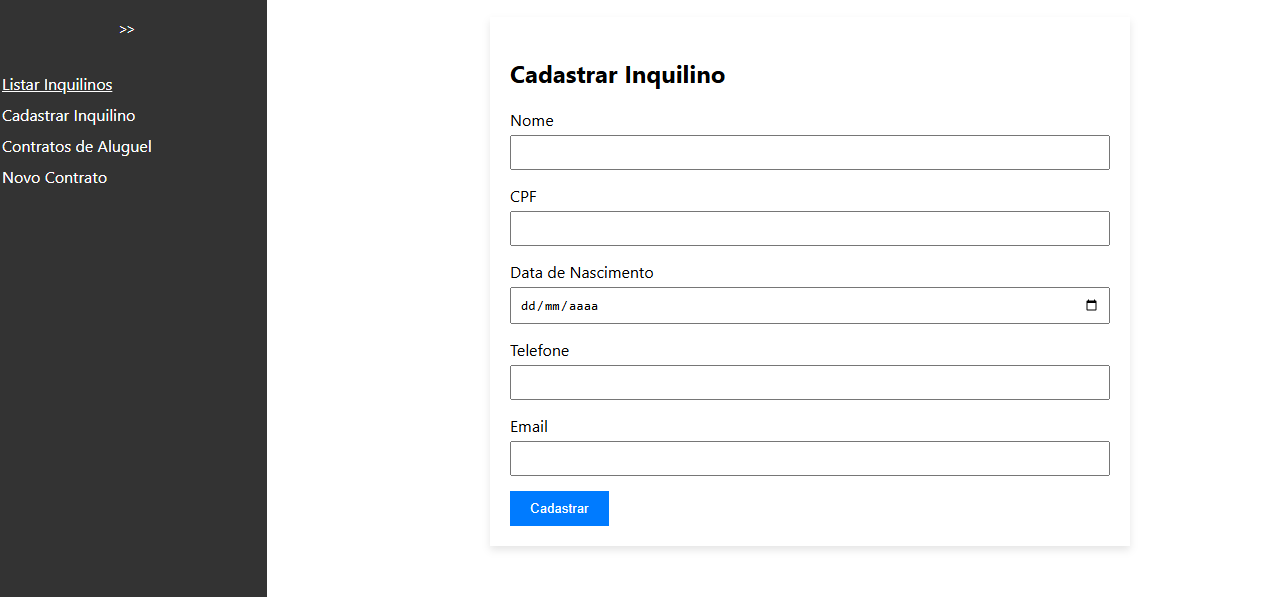 >>
Listar Inquilinos
Cadastrar Inquilino
Contratos de Aluguel
Novo Contrato
Cadastrar Inquilino
Nome
CPF
Data de Nascimento
dd/mm/aaaa
Telefone
Email
Cadastrar